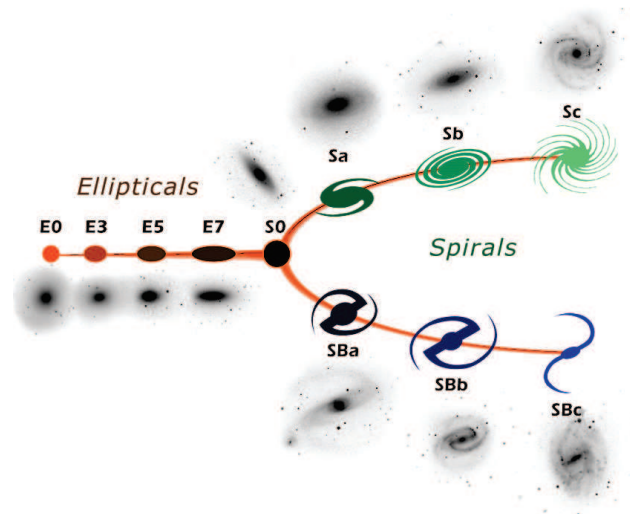 Sc
Sb
Sa
Ellipticals
E0 E3 E5 E7 S0
Spirals
SBa
SBb
SBc